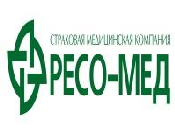 СТРАХОВАЯ МЕДИЦИНСКАЯ КОМПАНИЯ
РЕСО-МЕД